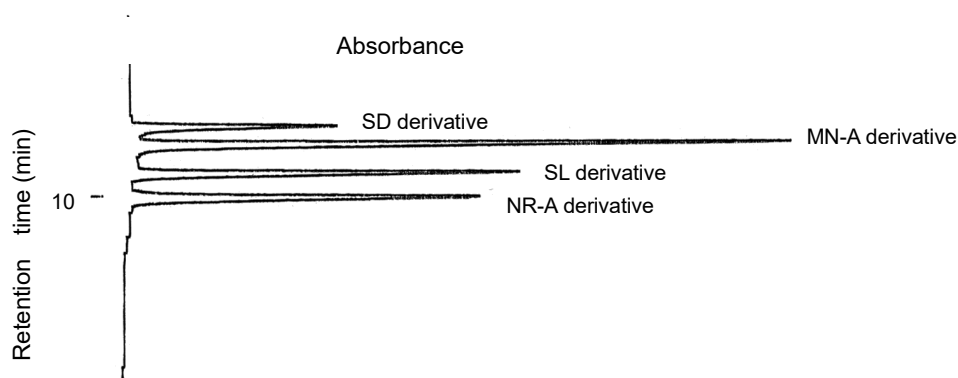 Absorbance
SD derivative
MN-A derivative
SL derivative
NR-A derivative
10
Retention time (min)